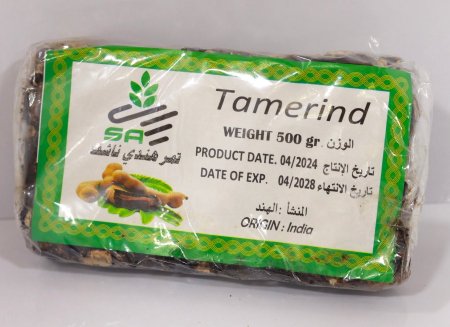 SA
تمر هندي ناشف
Tamerind
WEIGHT 500 gr. الوزن
PRODUCT DATE. 04/2024 تاريخ الإنتاج
DATE OF EXP. 04/2028 تاريخ الانتهاء
المنشأ : الهند
ORIGIN : India